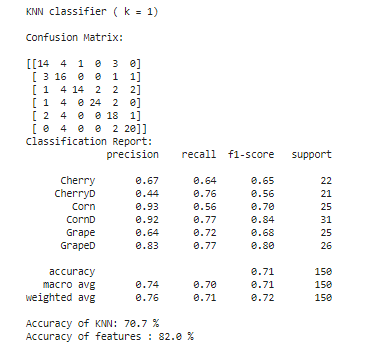 KNN classifier ( k = 1)
Confusion Matrix:
[[14 4 1 0 3 0]
[ 3 16 0 0 1 1]
[ 1 4 14 2 2 2]
[ 1 4 0 24 2 0]
[ 2 4 0 0 18 1]
[ 0 4 0 0 2 20]]
Classification Report:
precision recall f1-score support
Cherry 0.67 0.64 0.65 22
CherryD 0.44 0.76 0.56 21
Corn 0.93 0.56 0.70 25
CornD 0.92 0.77 0.84 31
Grape 0.64 0.72 0.68 25
GrapeD 0.83 0.77 0.80 26
accuracy 0.71 150
macro avg 0.74 0.70 0.71 150
weighted avg 0.76 0.71 0.72 150
Accuracy of KNN: 70.7 %
Accuracy of features : 82.0 %